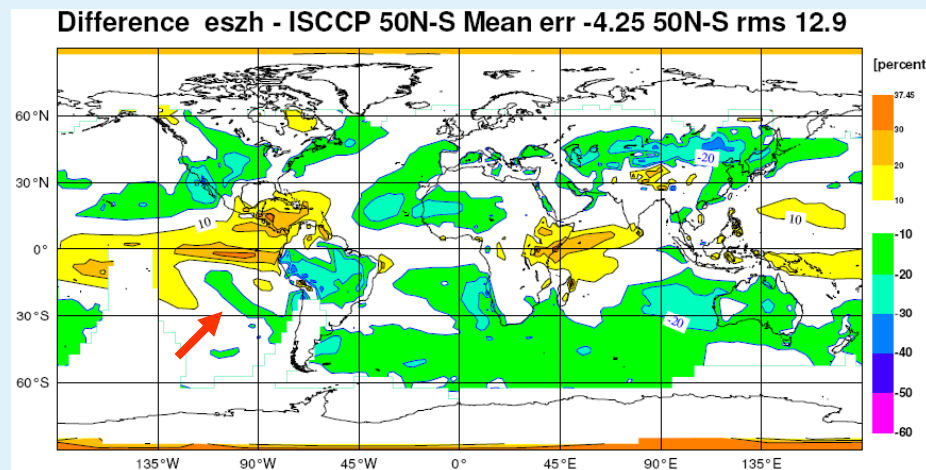 Difference eszh - ISCCP 50N-S Mean err -4.25 50N-S rms 12.9
[percent
37.45
30
20
10
-10
-20
-30
-40
-50
-60
60°N
30°N
0°
30°S
60°S
135°W 90°W 45°W 0° 45°E 90°E 135°E
10
-20
10
-20